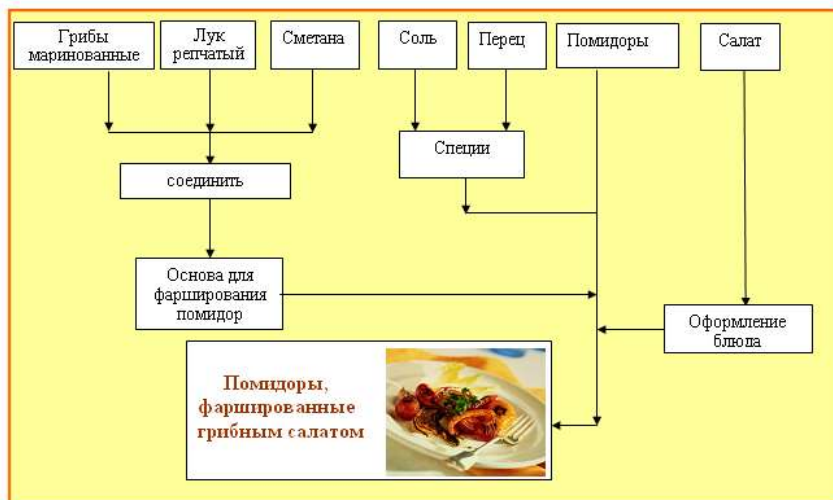 Грибы
маринованные
Лук
репчатый
Сметана
Соль
Перец
Помидоры
Салат
Специи
соединить
Основа для
фарширования
помидор
Оформление
блюда
Помидоры,
фаршированные
грибным салатом